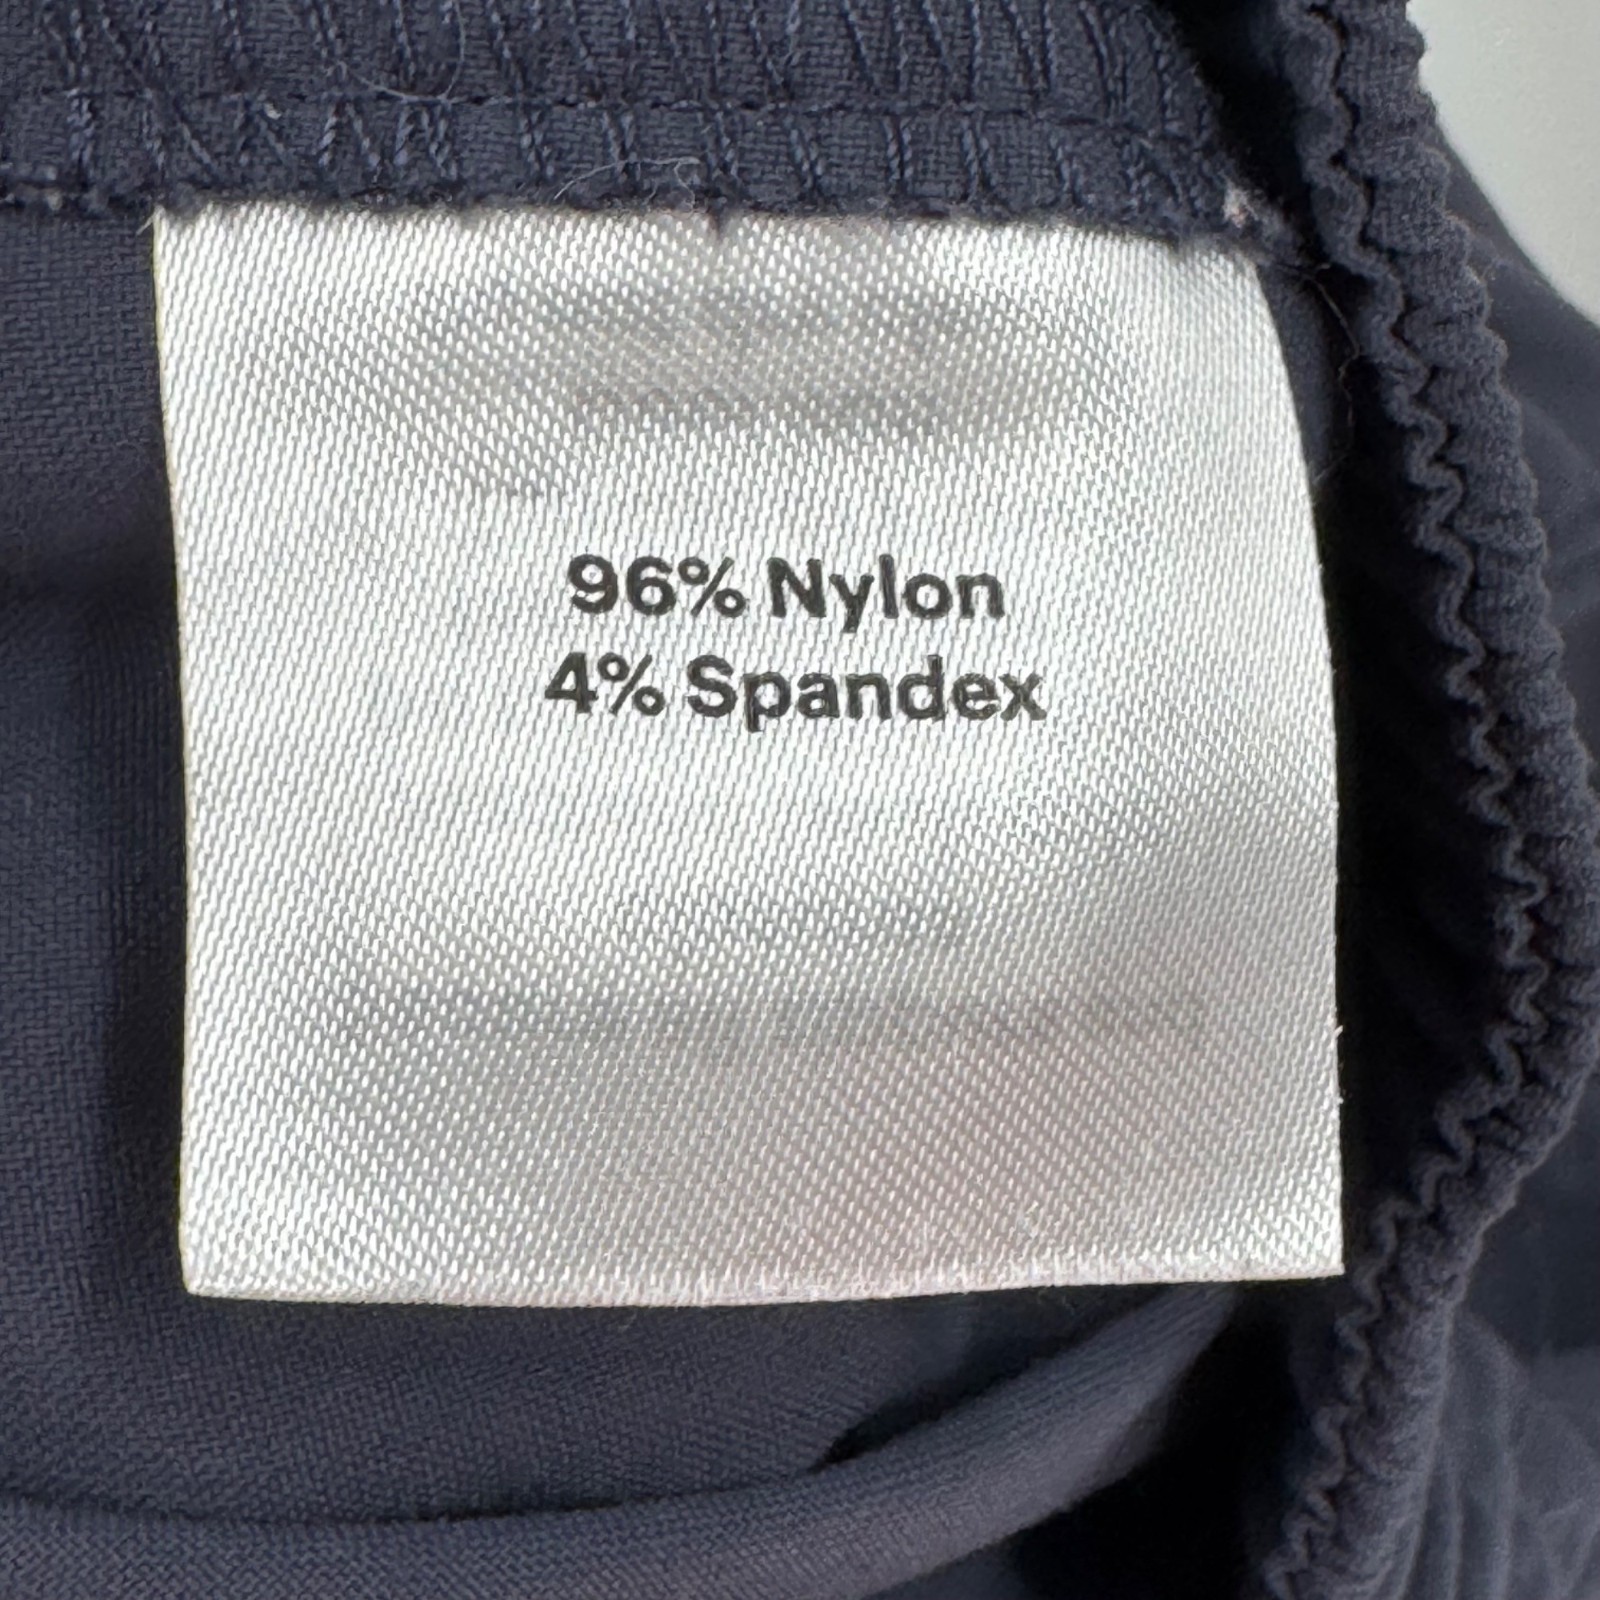 96% Nylon
4% Spandex